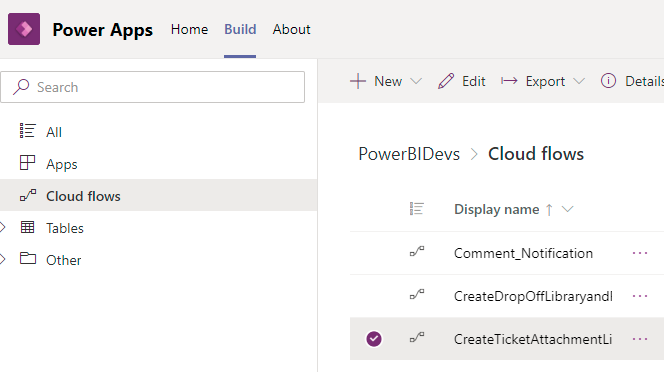 Power Apps Home Build About
Search
New Edit Export Details
All
Apps
Cloud flows
Tables
Other
PowerBIDevs > Cloud flows
Display name ↑
Comment_Notification ...
CreateDropOffLibraryandI ...
CreateTicketAttachmentLi ...